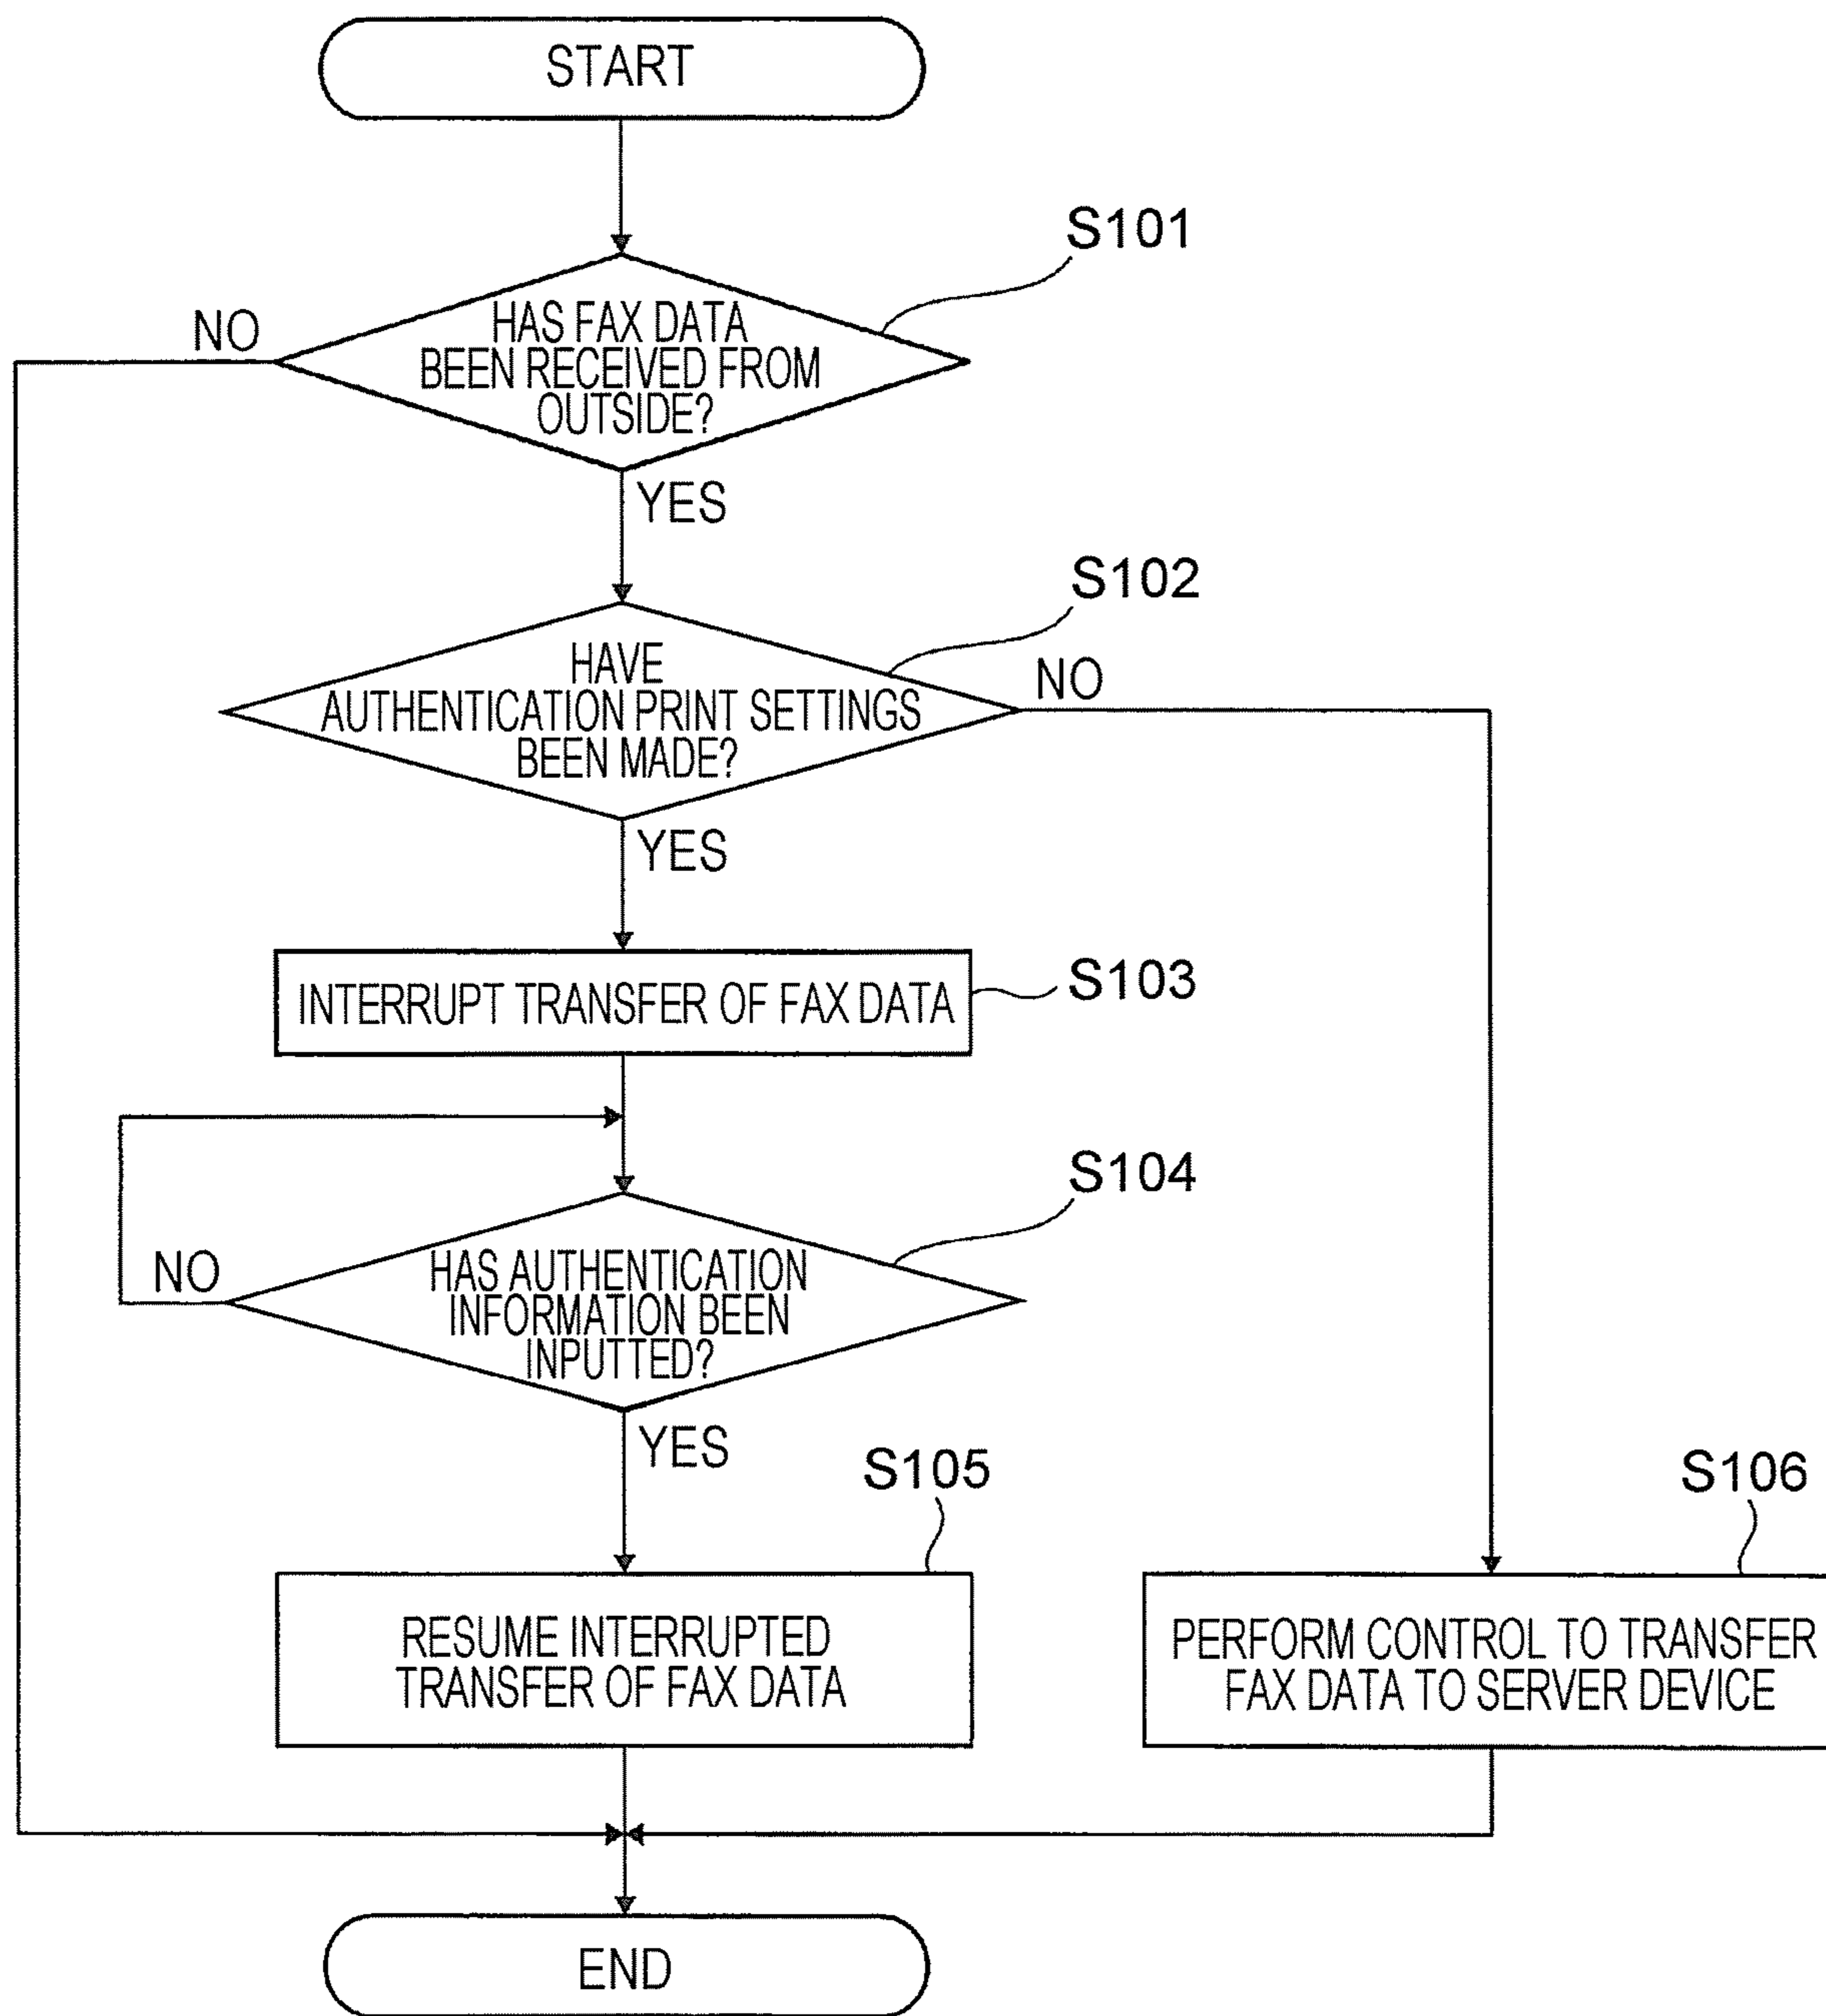 START
S101
NO
HAS FAX DATA
BEEN RECEIVED FROM
OUTSIDE?
YES
S102
HAVE
AUTHENTICATION PRINT SETTINGS
BEEN MADE?
NO
YES
INTERRUPT TRANSFER OF FAX DATA
S103
S104
NO
HAS AUTHENTICATION
INFORMATION BEEN
INPUTTED?
YES
S105
RESUME INTERRUPTED
TRANSFER OF FAX DATA
S106
PERFORM CONTROL TO TRANSFER
FAX DATA TO SERVER DEVICE
END